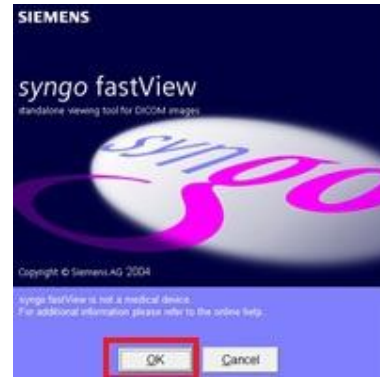 SIEMENS
syngo fastView
standalone viewing tool for DICOM images
syngo
Copyright © Siemens AG 2004
syngo fastView is not a medical device.
For additional information please refer to the online help.
OK
Cancel